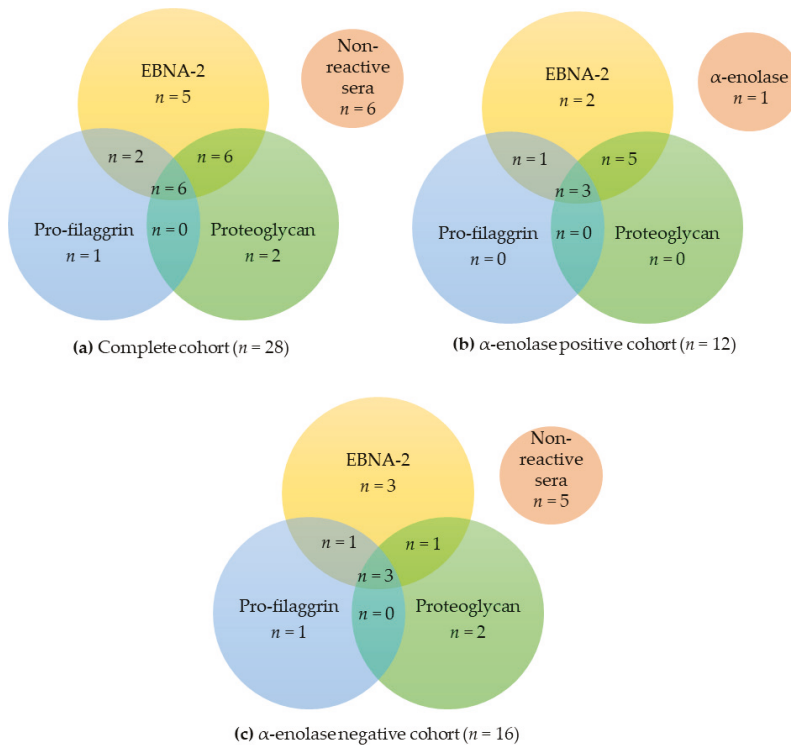 EBNA-2
n = 5
Non-
reactive
sera
n = 6
n = 2
n = 6
n = 6
Pro-filaggrin
n = 1
n = 0
Proteoglycan
n = 2
(a) Complete cohort (n = 28)
EBNA-2
n = 2
α-enolase
n = 1
n = 1
n = 5
n = 3
Pro-filaggrin
n = 0
n = 0
Proteoglycan
n = 0
(b) α-enolase positive cohort (n = 12)
EBNA-2
n = 3
Non-
reactive
sera
n = 5
n = 1
n = 1
n = 3
Pro-filaggrin
n = 1
n = 0
Proteoglycan
n = 2
(c) α-enolase negative cohort (n = 16)